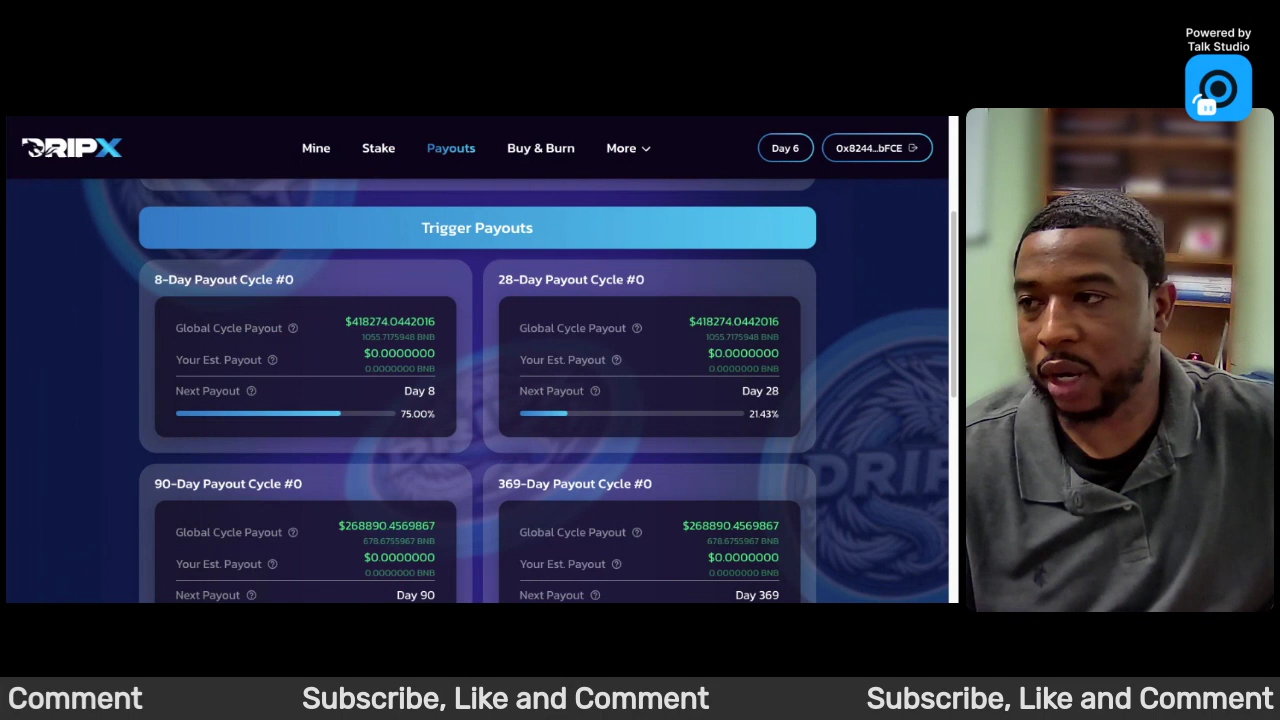 Powered by
Talk Studio
DRIPX
Mine
Stake
Payouts
Buy & Burn
More
Day 6
0x8244...bFCE
Trigger Payouts
8-Day Payout Cycle #0
Global Cycle Payout
$418274.0442016
1055.7175948 BNB
Your Est. Payout
$0.0000000
0.0000000 BNB
Next Payout
Day 8
75.00%
28-Day Payout Cycle #0
Global Cycle Payout
$418274.0442016
1055.7175948 BNB
Your Est. Payout
$0.0000000
0.0000000 BNB
Next Payout
Day 28
21.43%
90-Day Payout Cycle #0
Global Cycle Payout
$268890.4569867
678.6755967 BNB
Your Est. Payout
$0.0000000
0.0000000 BNB
Next Payout
Day 90
369-Day Payout Cycle #0
Global Cycle Payout
$268890.4569867
678.6755967 BNB
Your Est. Payout
$0.0000000
0.0000000 BNB
Next Payout
Day 369
DRIP
Comment
Subscribe, Like and Comment
Subscribe, Like and Comment